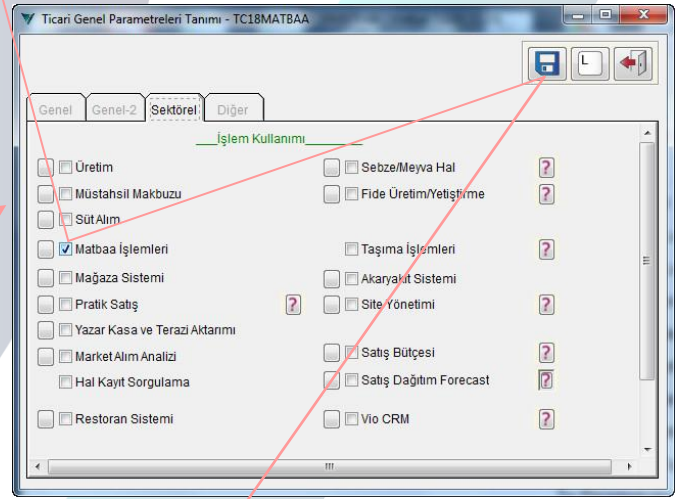 Ticari Genel Parametreleri Tanımı - TC18MATBAA
L
Genel Genel-2 Sektörel Diğer
___İşlem Kullanımı________
Üretim
Müstahsil Makbuzu
Süt Alım
Matbaa İşlemleri
Mağaza Sistemi
Pratik Satış ?
Yazar Kasa ve Terazi Aktarımı
Market Alım Analizi
Hal Kayıt Sorgulama
Restoran Sistemi
Sebze/Meyva Hal ?
Fide Üretim/Yetiştirme ?
Taşıma İşlemleri ?
Akaryakıt Sistemi
Site Yönetimi ?
Satış Bütçesi ?
Satış Dağıtım Forecast ?
Vio CRM ?